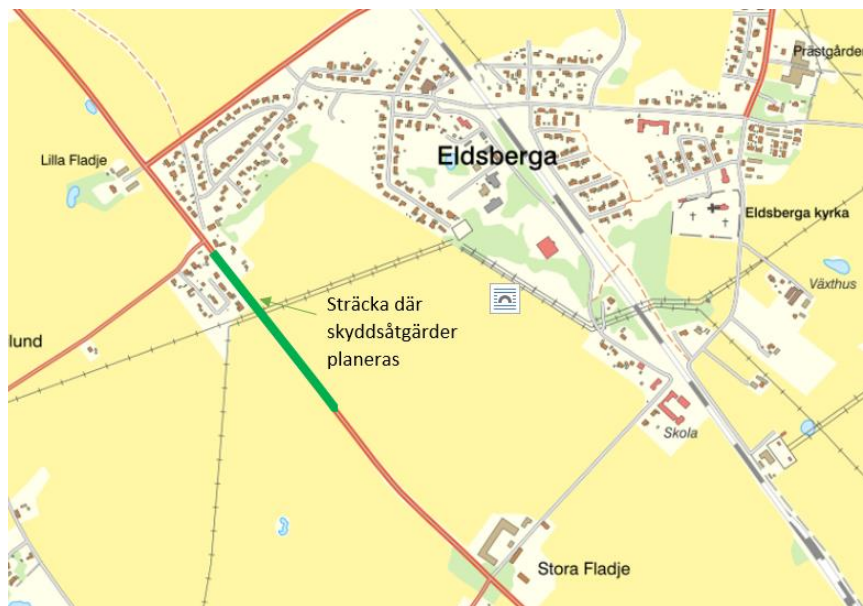 Prästgården
Eldsberga
Lilla Fladje
Eldsberga kyrka
Växthus
Sträcka där
skyddsåtgärder
planeras
lund
Skola
Stora Fladje